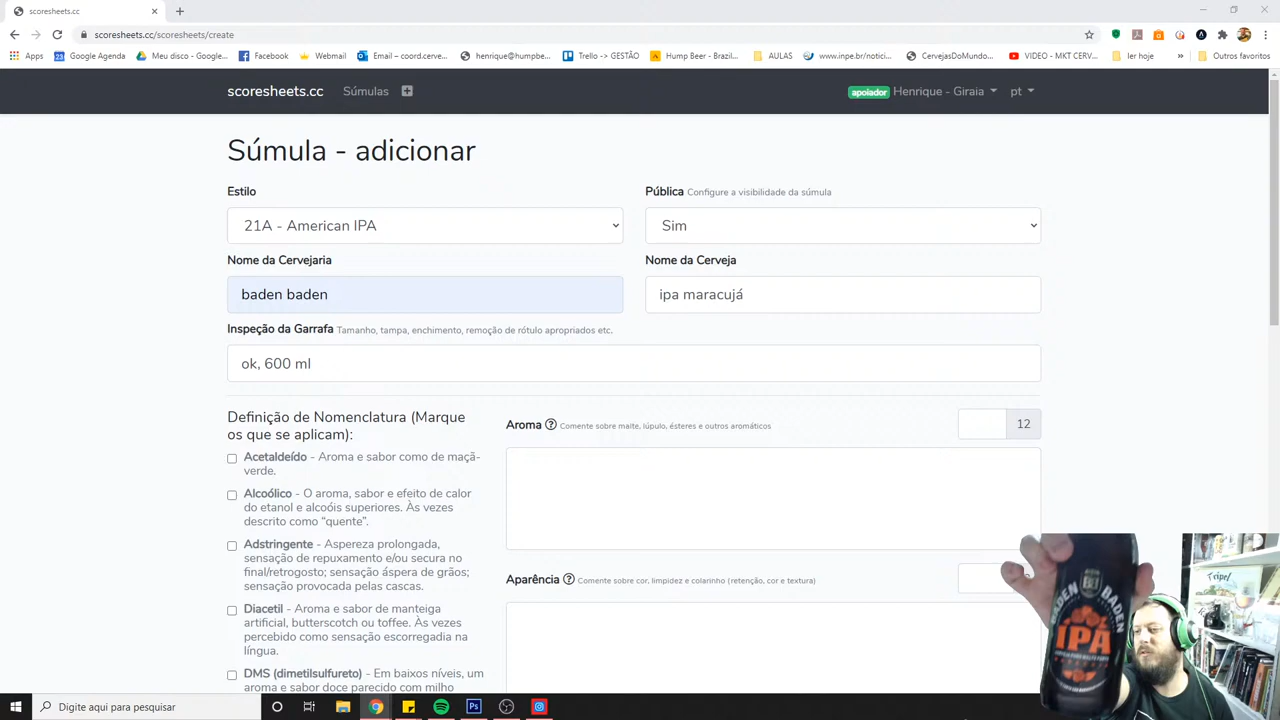 scoresheets.cc
scoresheets.cc/scoresheets/create
Apps
Google Agenda
Meu disco - Google...
Facebook
Webmail
Email – coord.cerve...
henrique@humpbe...
Trello -> GESTÃO
Hump Beer - Brazil...
AULAS
www.inpe.br/notici...
CervejasDoMundo...
VIDEO - MKT CERV...
ler hoje
»
Outros favoritos
scoresheets.cc
Súmulas
apoiador Henrique - Giraia
pt
Súmula - adicionar
Estilo
21A - American IPA
Pública Configure a visibilidade da súmula
Sim
Nome da Cervejaria
baden baden
Nome da Cerveja
ipa maracujá
Inspeção da Garrafa Tamanho, tampa, enchimento, remoção de rótulo apropriados etc.
ok, 600 ml
Definição de Nomenclatura (Marque
os que se aplicam):
Acetaldeído - Aroma e sabor como de maçã-
verde.
Alcoólico - O aroma, sabor e efeito de calor
do etanol e alcoóis superiores. Às vezes
descrito como “quente”.
Adstringente - Aspereza prolongada,
sensação de repuxamento e/ou secura no
final/retrogosto; sensação áspera de grãos;
sensação provocada pelas cascas.
Diacetil - Aroma e sabor de manteiga
artificial, butterscotch ou toffee. Às vezes
percebido como sensação escorregadia na
língua.
DMS (dimetilsulfureto) - Em baixos níveis, um
aroma e sabor doce parecido com milho
Aroma Comente sobre malte, lúpulo, ésteres e outros aromáticos
12
Aparência Comente sobre cor, limpidez e colarinho (retenção, cor e textura)
BADEN BADEN
IPA
Tripel
Digite aqui para pesquisar